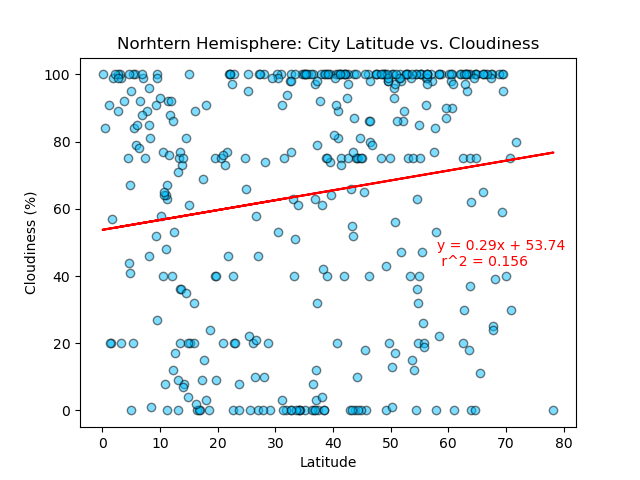 Norhtern Hemisphere: City Latitude vs. Cloudiness
100
80
60
40
20
0
Cloudiness (%)
y = 0.29x + 53.74
r^2 = 0.156
0 10 20 30 40 50 60 70 80
Latitude